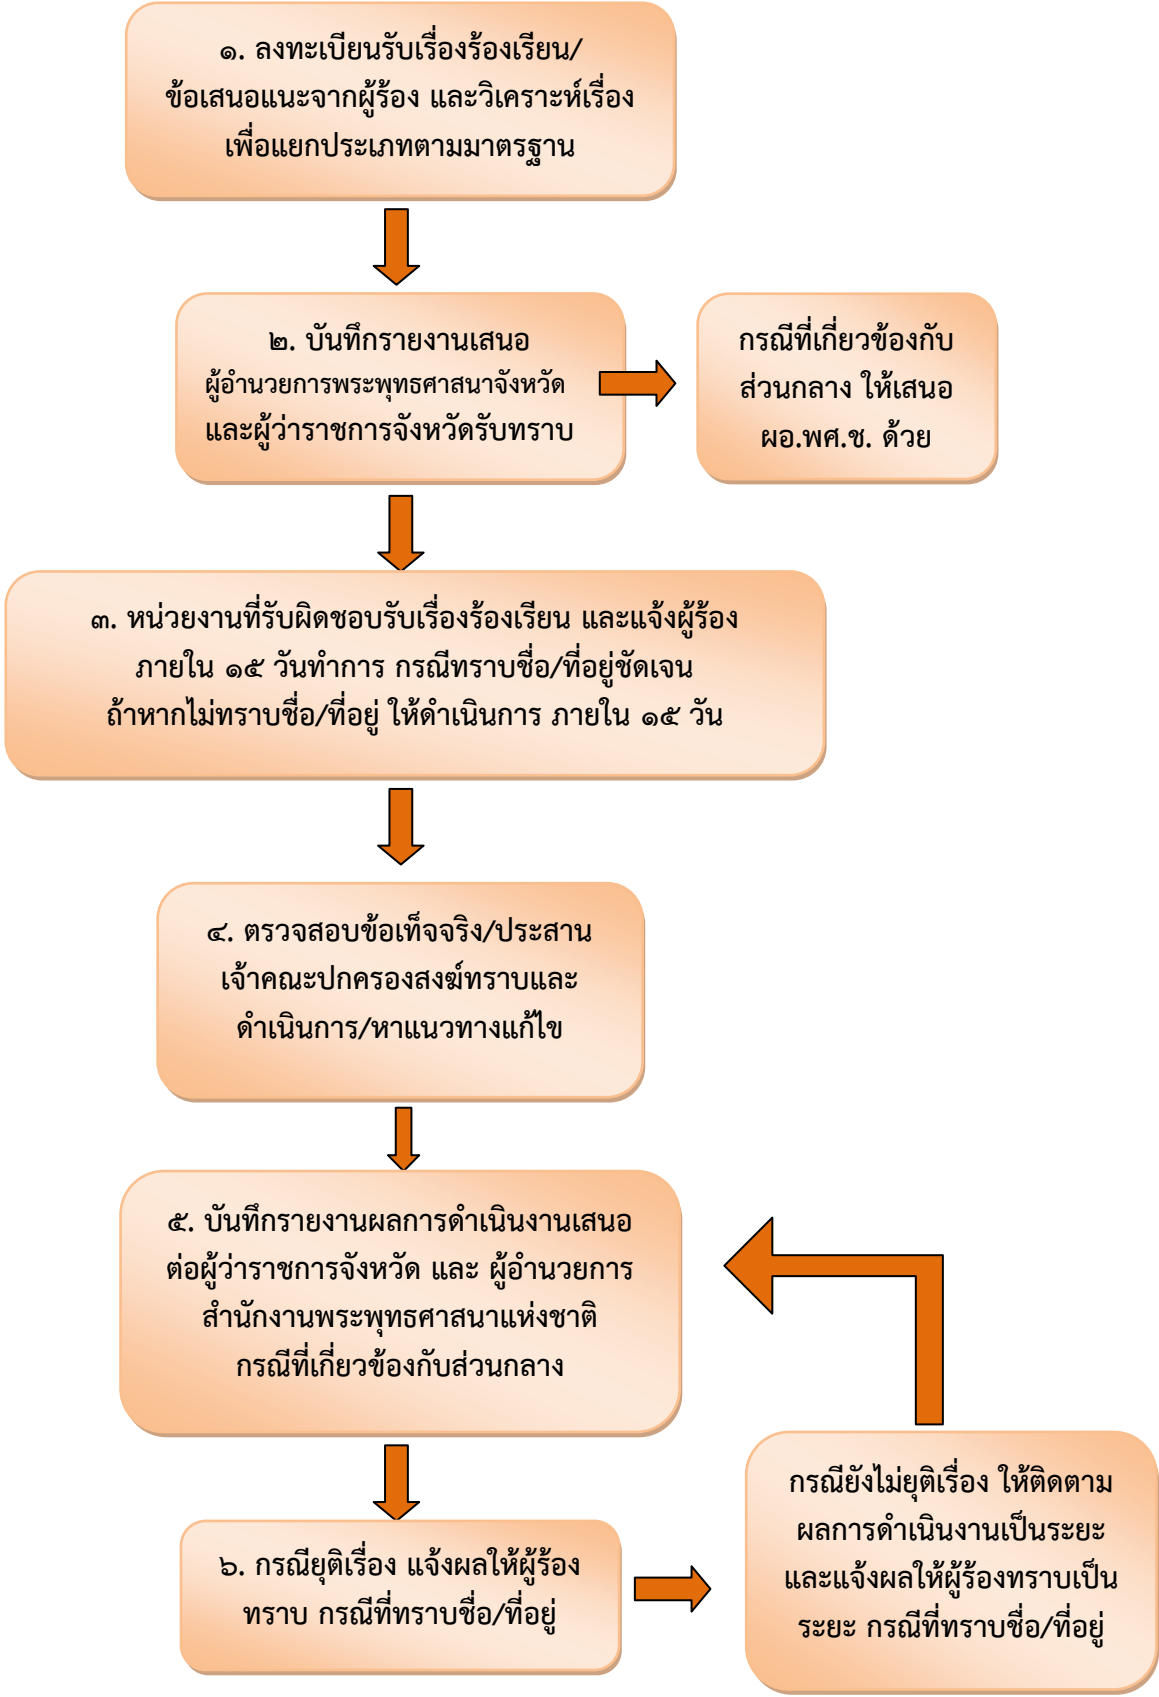 ๑. ลงทะเบียนรับเรื่องร้องเรียน/
ข้อเสนอแนะจากผู้ร้อง และวิเคราะห์เรื่อง
เพื่อแยกประเภทตามมาตรฐาน
๒. บันทึกรายงานเสนอ
ผู้อำนวยการพระพุทธศาสนาจังหวัด
และผู้ว่าราชการจังหวัดรับทราบ
กรณีที่เกี่ยวข้องกับ
ส่วนกลาง ให้เสนอ
ผอ.พศ.ช. ด้วย
๓. หน่วยงานที่รับผิดชอบรับเรื่องร้องเรียน และแจ้งผู้ร้อง
ภายใน ๑๕ วันทำการ กรณีทราบชื่อ/ที่อยู่ชัดเจน
ถ้าหากไม่ทราบชื่อ/ที่อยู่ ให้ดำเนินการ ภายใน ๑๕ วัน
๔. ตรวจสอบข้อเท็จจริง/ประสาน
เจ้าคณะปกครองสงฆ์ทราบและ
ดำเนินการ/หาแนวทางแก้ไข
๕. บันทึกรายงานผลการดำเนินงานเสนอ
ต่อผู้ว่าราชการจังหวัด และ ผู้อำนวยการ
สำนักงานพระพุทธศาสนาแห่งชาติ
กรณีที่เกี่ยวข้องกับส่วนกลาง
๖. กรณียุติเรื่อง แจ้งผลให้ผู้ร้อง
ทราบ กรณีที่ทราบชื่อ/ที่อยู่
กรณียังไม่ยุติเรื่อง ให้ติดตาม
ผลการดำเนินงานเป็นระยะ
และแจ้งผลให้ผู้ร้องทราบเป็น
ระยะ กรณีที่ทราบชื่อ/ที่อยู่